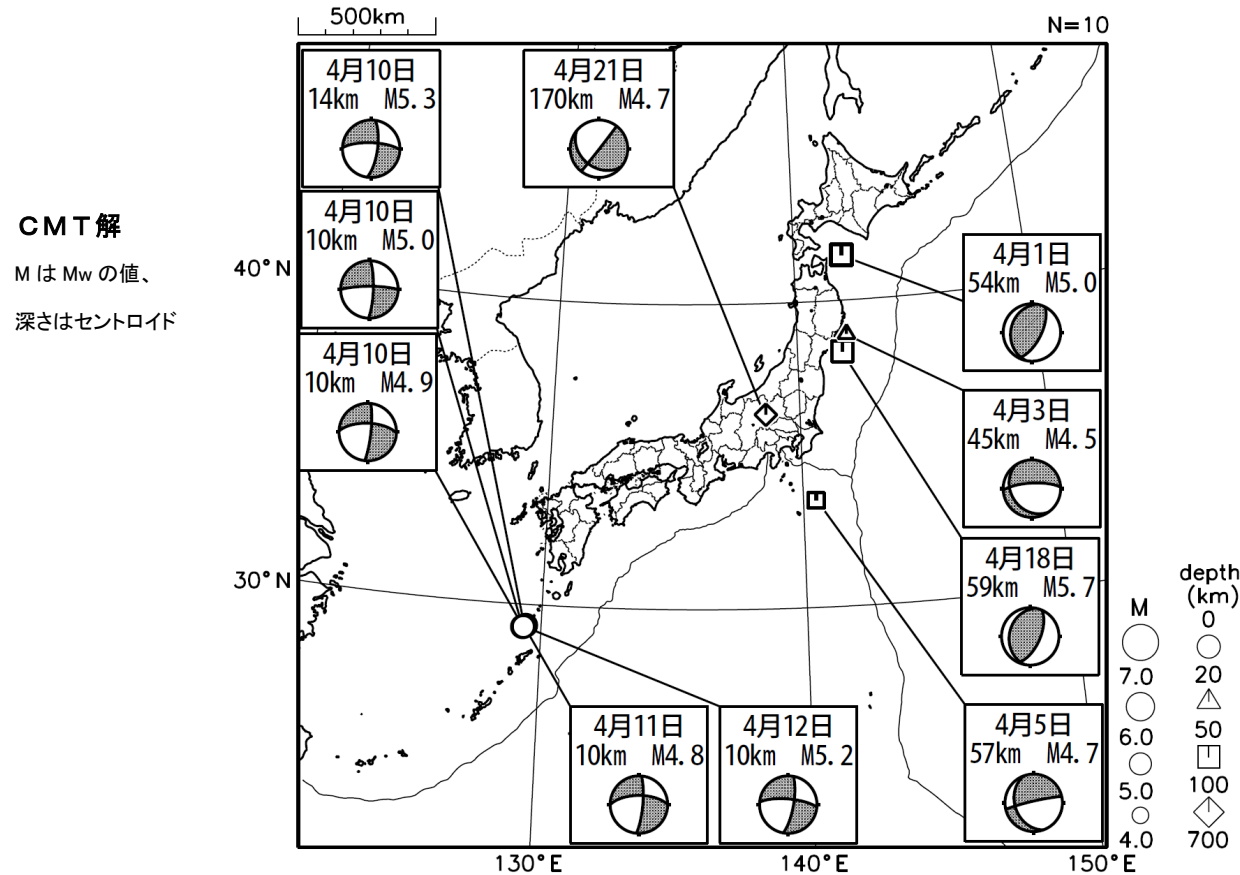 500km
N=10
CMT解
M は Mw の値、
深さはセントロイド
4月10日
14km M5.3
4月10日
10km M5.0
4月10日
10km M4.9
4月21日
170km M4.7
4月1日
54km M5.0
4月3日
45km M4.5
4月18日
59km M5.7
4月5日
57km M4.7
4月11日
10km M4.8
4月12日
10km M5.2
40°N
30°N
130°E
140°E
150°E
M
7.0
6.0
5.0
4.0
depth
(km)
0
20
50
100
700